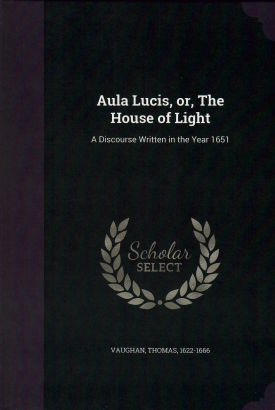 Aula Lucis, or, The
House of Light
A Discourse Written in the Year 1651
Scholar
SELECT
VAUGHAN, THOMAS, 1622-1666